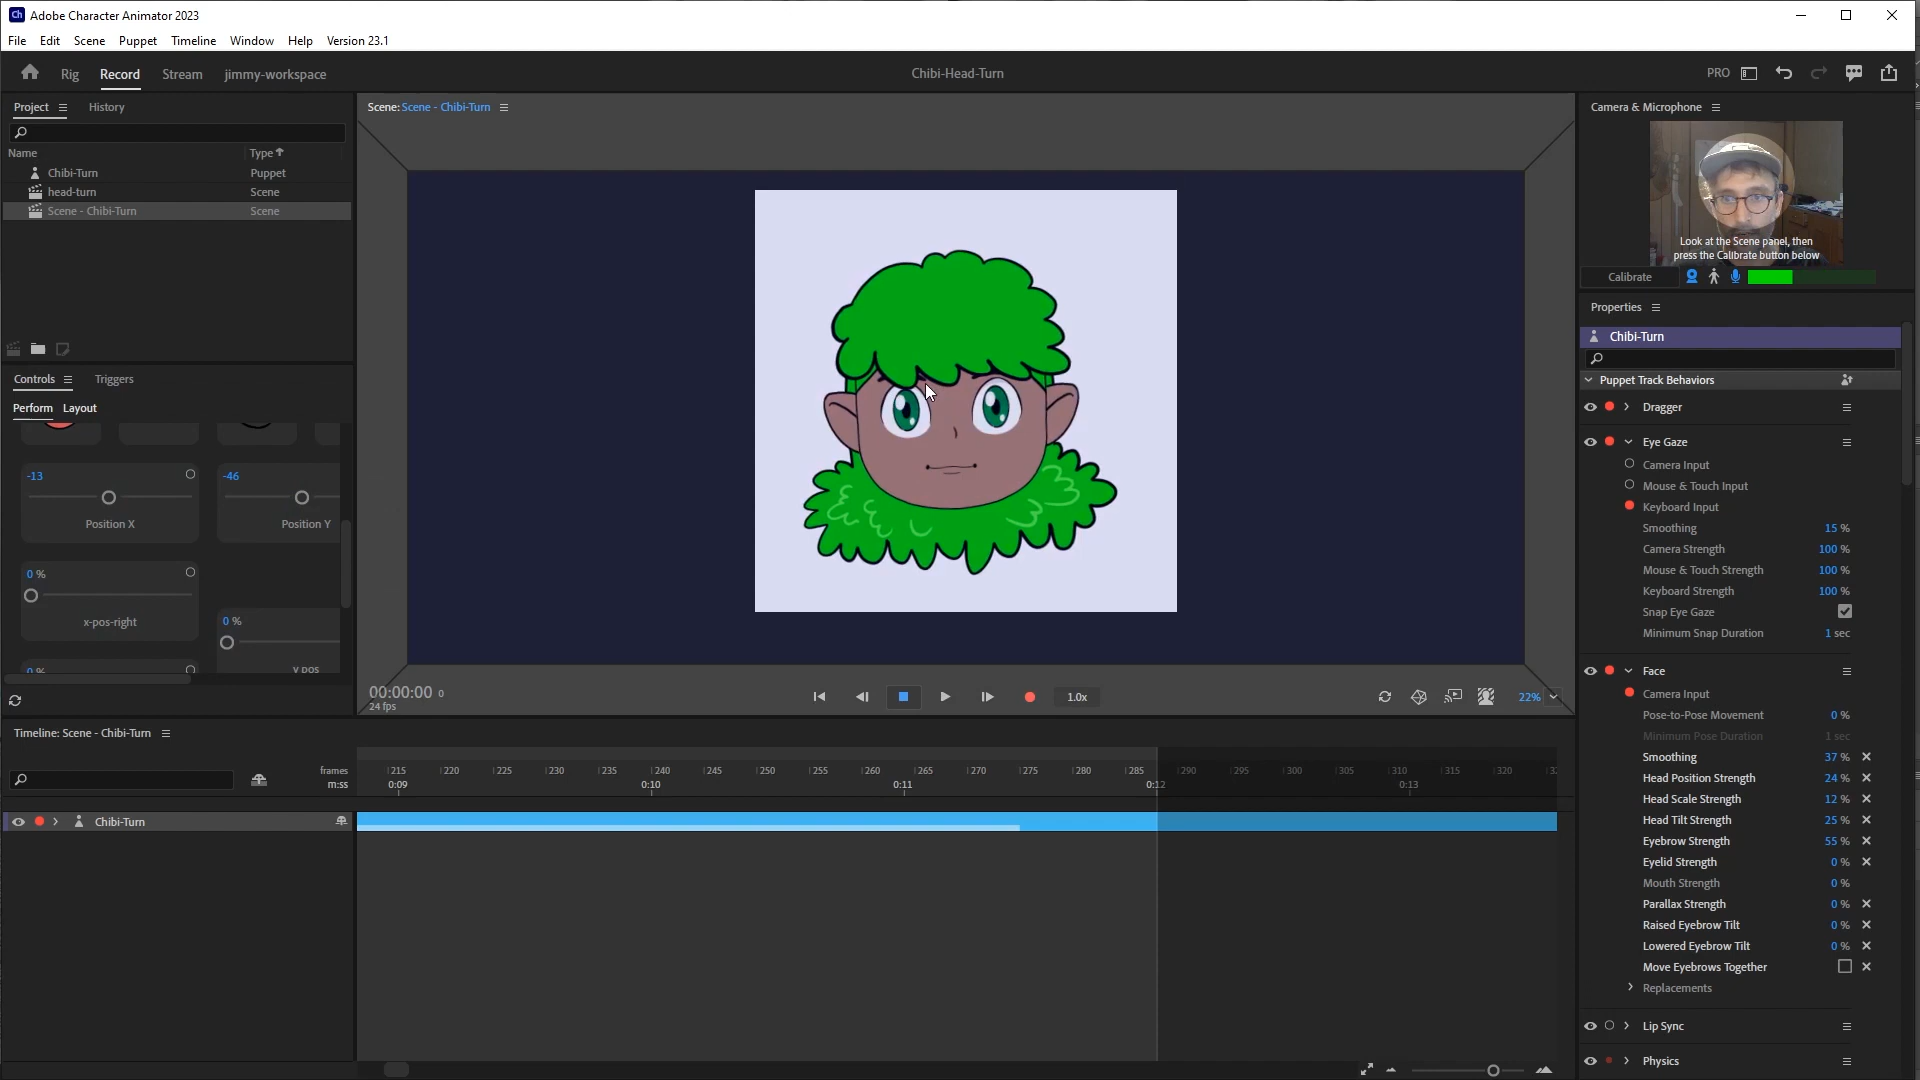 Ch Adobe Character Animator 2023
File Edit Scene Puppet Timeline Window Help Version 23.1
Rig Record Stream jimmy-workspace Chibi-Head-Turn PRO
Project History
Name Type
Chibi-Turn Puppet
head-turn Scene
Scene - Chibi-Turn Scene
Controls Triggers
Perform Layout
-13 -46
Position X Position Y
0 %
x-pos-right
0 %
y pos
0 %
Scene: Scene - Chibi-Turn
00:00:00 0
24 fps
1.0x
22%
Camera & Microphone
Look at the Scene panel, then
press the Calibrate button below
Calibrate
Properties
Chibi-Turn
Puppet Track Behaviors
Dragger
Eye Gaze
Camera Input
Mouse & Touch Input
Keyboard Input
Smoothing 15 %
Camera Strength 100 %
Mouse & Touch Strength 100 %
Keyboard Strength 100 %
Snap Eye Gaze
Minimum Snap Duration 1 sec
Face
Camera Input
Pose-to-Pose Movement 0 %
Minimum Pose Duration 1 sec
Smoothing 37 %
Head Position Strength 24 %
Head Scale Strength 12 %
Head Tilt Strength 25 %
Eyebrow Strength 55 %
Eyelid Strength 0 %
Mouth Strength 0 %
Parallax Strength 0 %
Raised Eyebrow Tilt 0 %
Lowered Eyebrow Tilt 0 %
Move Eyebrows Together
Replacements
Lip Sync
Physics
Timeline: Scene - Chibi-Turn
frames 215 220 225 230 235 240 245 250 255 260 265 270 275 280 285 290 295 300 305 310 315 320
m:ss 0:09 0:10 0:11 0:12 0:13
Chibi-Turn